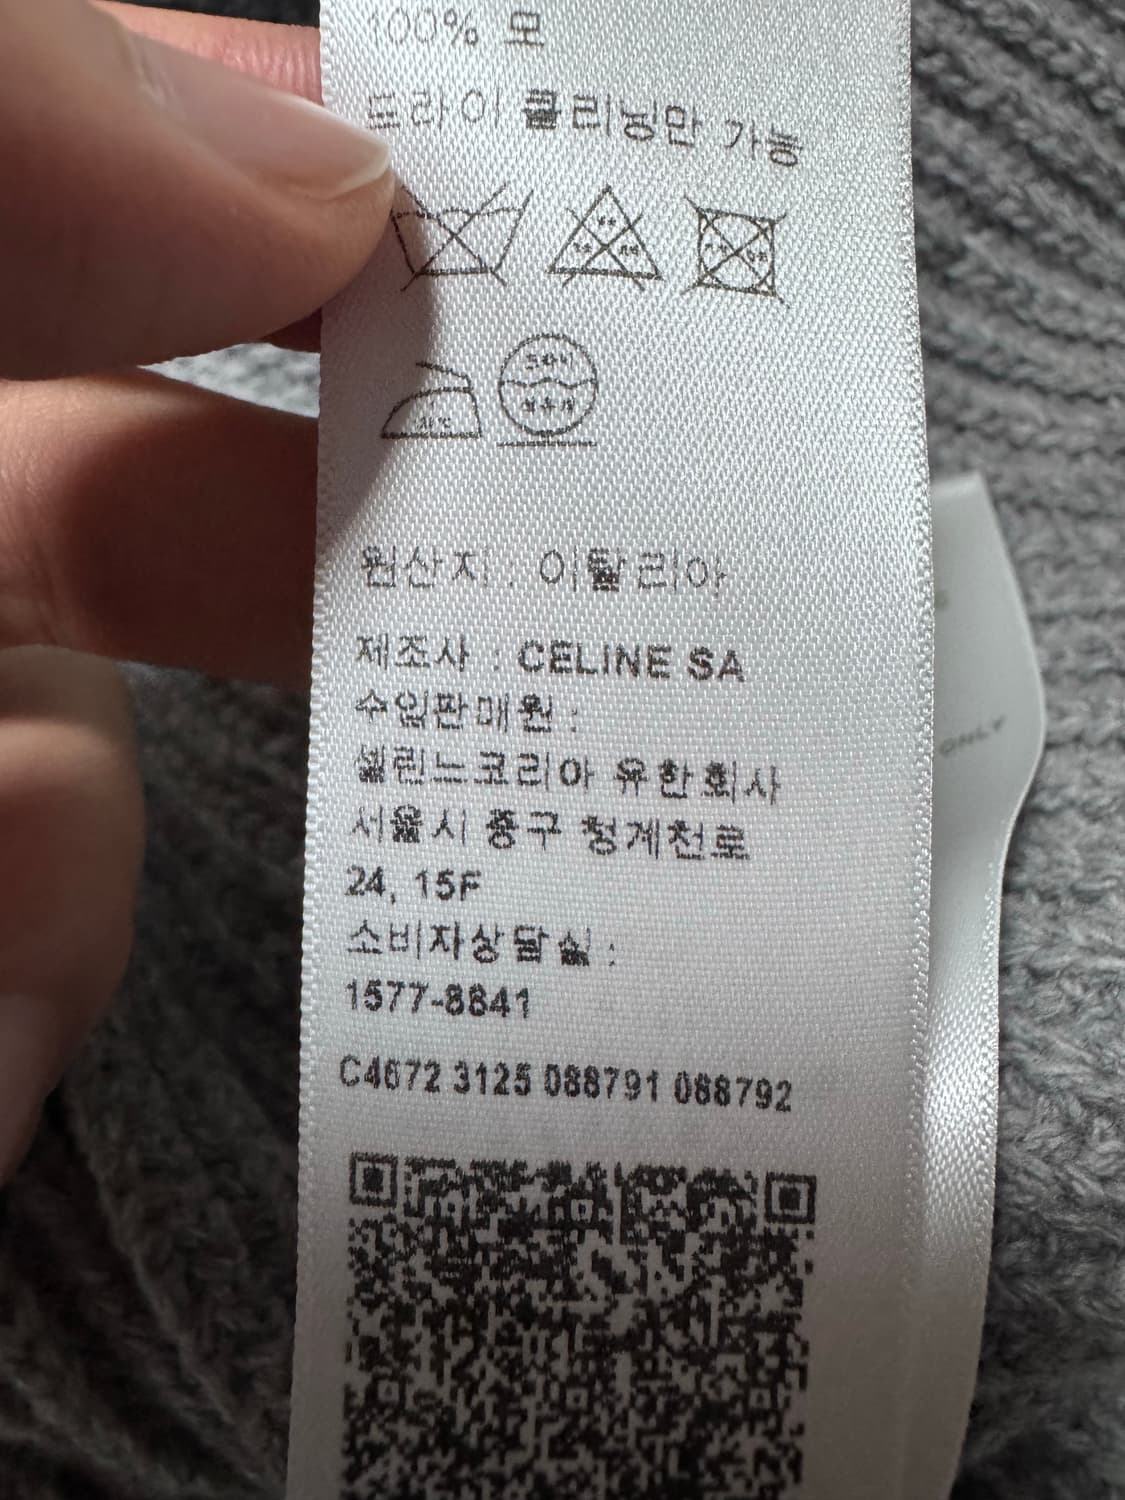 100% 모
드라이 클리닝만 가능
원산지 : 이탈리아
제조사 : CELINE SA
수입판매원 :
셀린느코리아 유한회사
서울시 중구 청계천로
24, 15F
소비자상담실 :
1577-8841
C4672 3125 088791 088792
ONLY